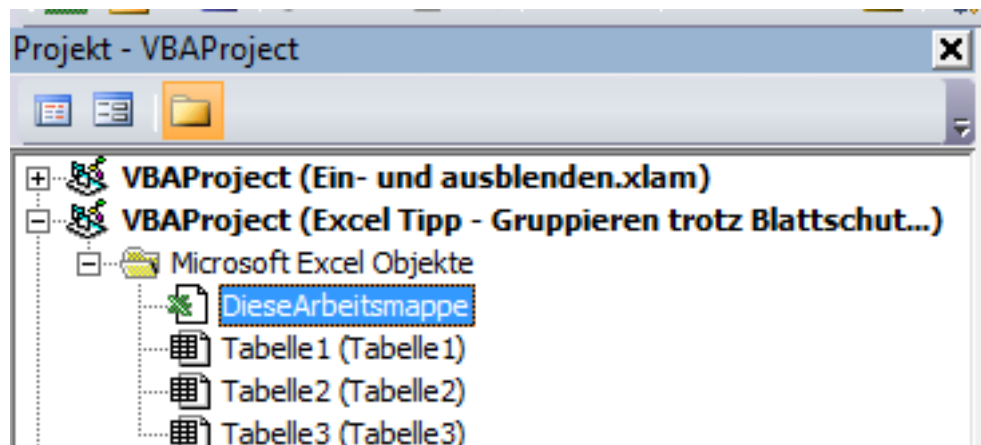 Projekt - VBAProject
VBAProject (Ein- und ausblenden.xlam)
VBAProject (Excel Tipp - Gruppieren trotz Blattschut...)
Microsoft Excel Objekte
DieseArbeitsmappe
Tabelle1 (Tabelle1)
Tabelle2 (Tabelle2)
Tabelle3 (Tabelle3)